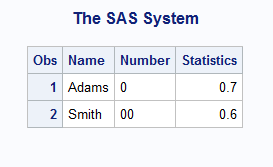 The SAS System
Obs Name Number Statistics
1 Adams 0 0.7
2 Smith 00 0.6